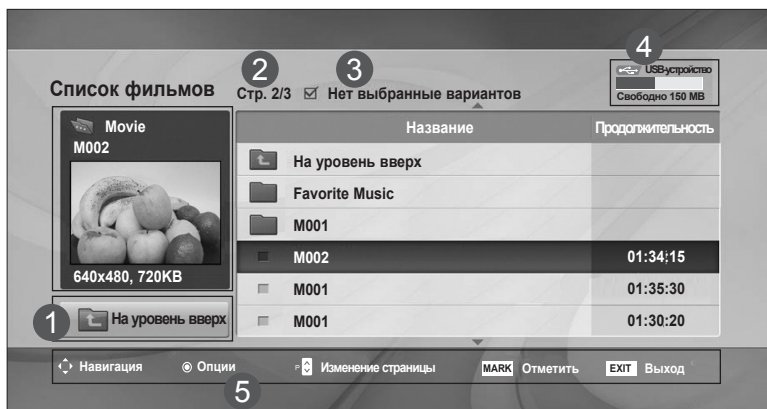 4
USB-устройство
2 3
Список фильмов Стр. 2/3 Нет выбранные вариантов Свободно 150 MB
Movie Название Продолжительность
M002
На уровень вверх
Favorite Music
M001
M002 01:34:15
640x480, 720KB
M001 01:35:30
1 На уровень вверх M001 01:30:20
Навигация Опции P Изменение страницы MARK Отметить EXIT Выход
5